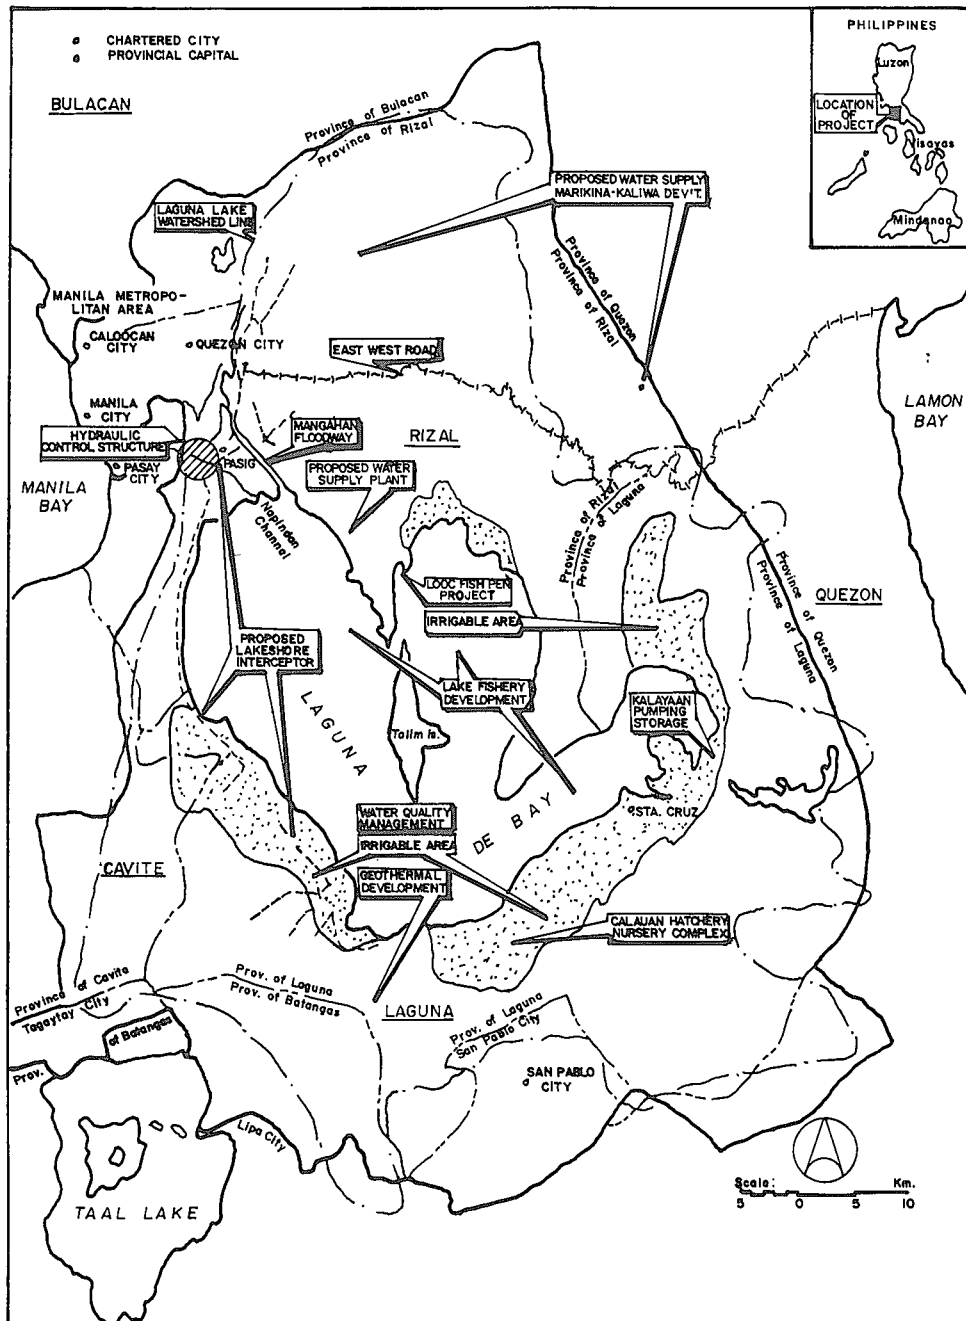 CHARTERED CITY
PROVINCIAL CAPITAL
PHILIPPINES
Luzon
LOCATION
OF
PROJECT
Visayas
Mindanao
BULACAN
Province of Bulacan
Province of Rizal
PROPOSED WATER SUPPLY
MARIKINA-KALIWA DEV'T.
LAGUNA LAKE
WATERSHED LINE
Province of Quezon
Province of Rizal
MANILA METROPO-
LITAN AREA
CALOOCAN
CITY
QUEZON CITY
EAST WEST ROAD
LAMON
BAY
MANILA CITY
MANGAHAN
FLOODWAY
RIZAL
HYDRAULIC
CONTROL STRUCTURE
PASIG
PASAY
CITY
PROPOSED WATER
SUPPLY PLANT
MANILA
BAY
Napindan
Channel
Province of Rizal
Province of Laguna
LOOC FISH PEN
PROJECT
Province of Quezon
Province of Laguna
QUEZON
IRRIGABLE AREA
PROPOSED
LAKESHORE
INTERCEPTOR
LAKE FISHERY
DEVELOPMENT
KALAYAAN
PUMPING
STORAGE
LAGUNA
Talim Is.
DE BAY
STA. CRUZ
WATER QUALITY
MANAGEMENT
IRRIGABLE AREA
CAVITE
GEOTHERMAL
DEVELOPMENT
CALAUAN HATCHERY
NURSERY COMPLEX
Province of Cavite
Tagaytay City
Prov. of Laguna
Prov. of Batangas
LAGUNA
Prov. of Laguna
San Pablo City
Prov.
of Batangas
SAN PABLO
CITY
Lipa City
TAAL LAKE
Scale:
Km.
5 0 5 10